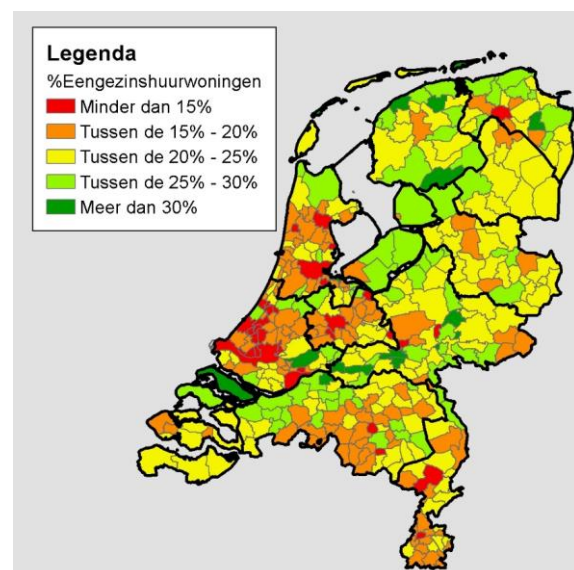 Legenda
%Eengezinshuurwoningen
Minder dan 15%
Tussen de 15% - 20%
Tussen de 20% - 25%
Tussen de 25% - 30%
Meer dan 30%